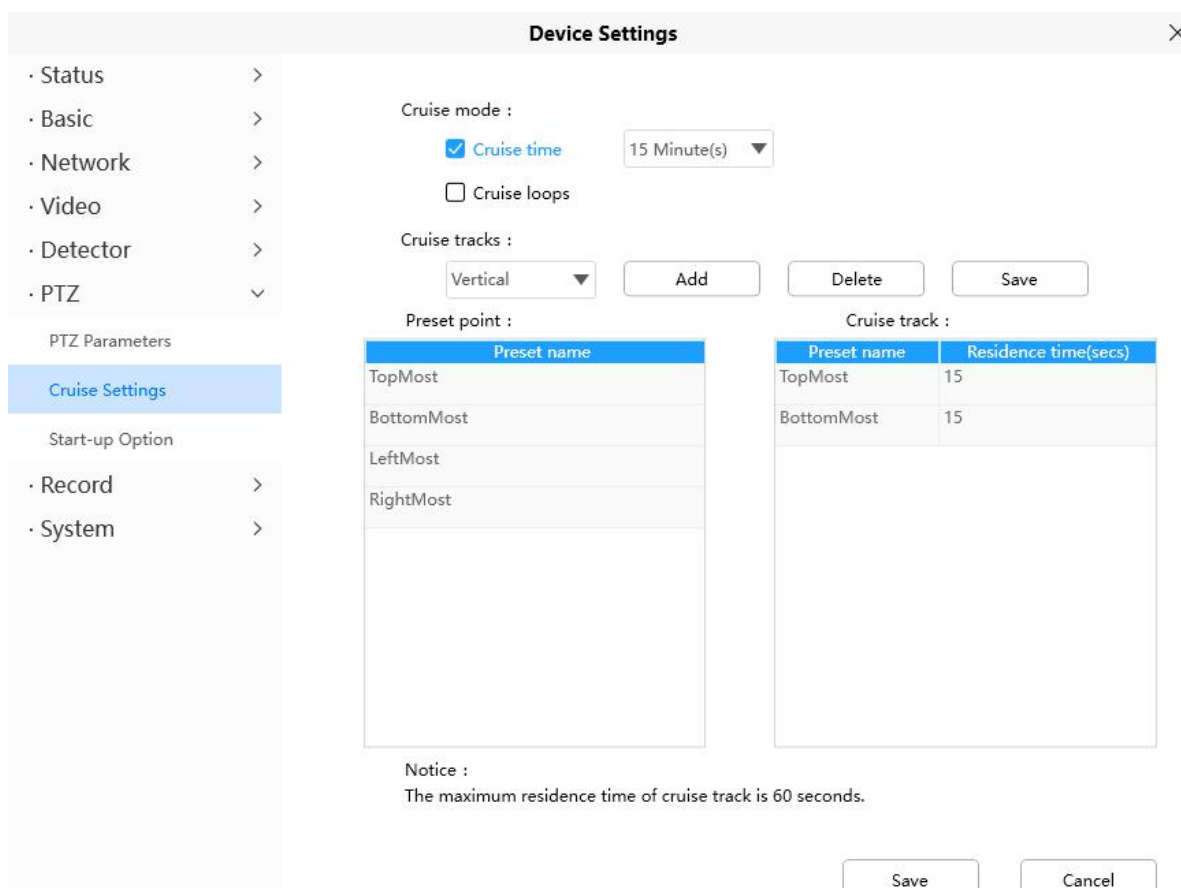 Device Settings
· Status
· Basic
· Network
· Video
· Detector
· PTZ
PTZ Parameters
Cruise Settings
Start-up Option
· Record
· System
Cruise mode :
Cruise time 15 Minute(s)
Cruise loops
Cruise tracks :
Vertical Add Delete Save
Preset point :
Preset name
TopMost
BottomMost
LeftMost
RightMost
Cruise track :
Preset name Residence time(secs)
TopMost 15
BottomMost 15
Notice :
The maximum residence time of cruise track is 60 seconds.
Save Cancel